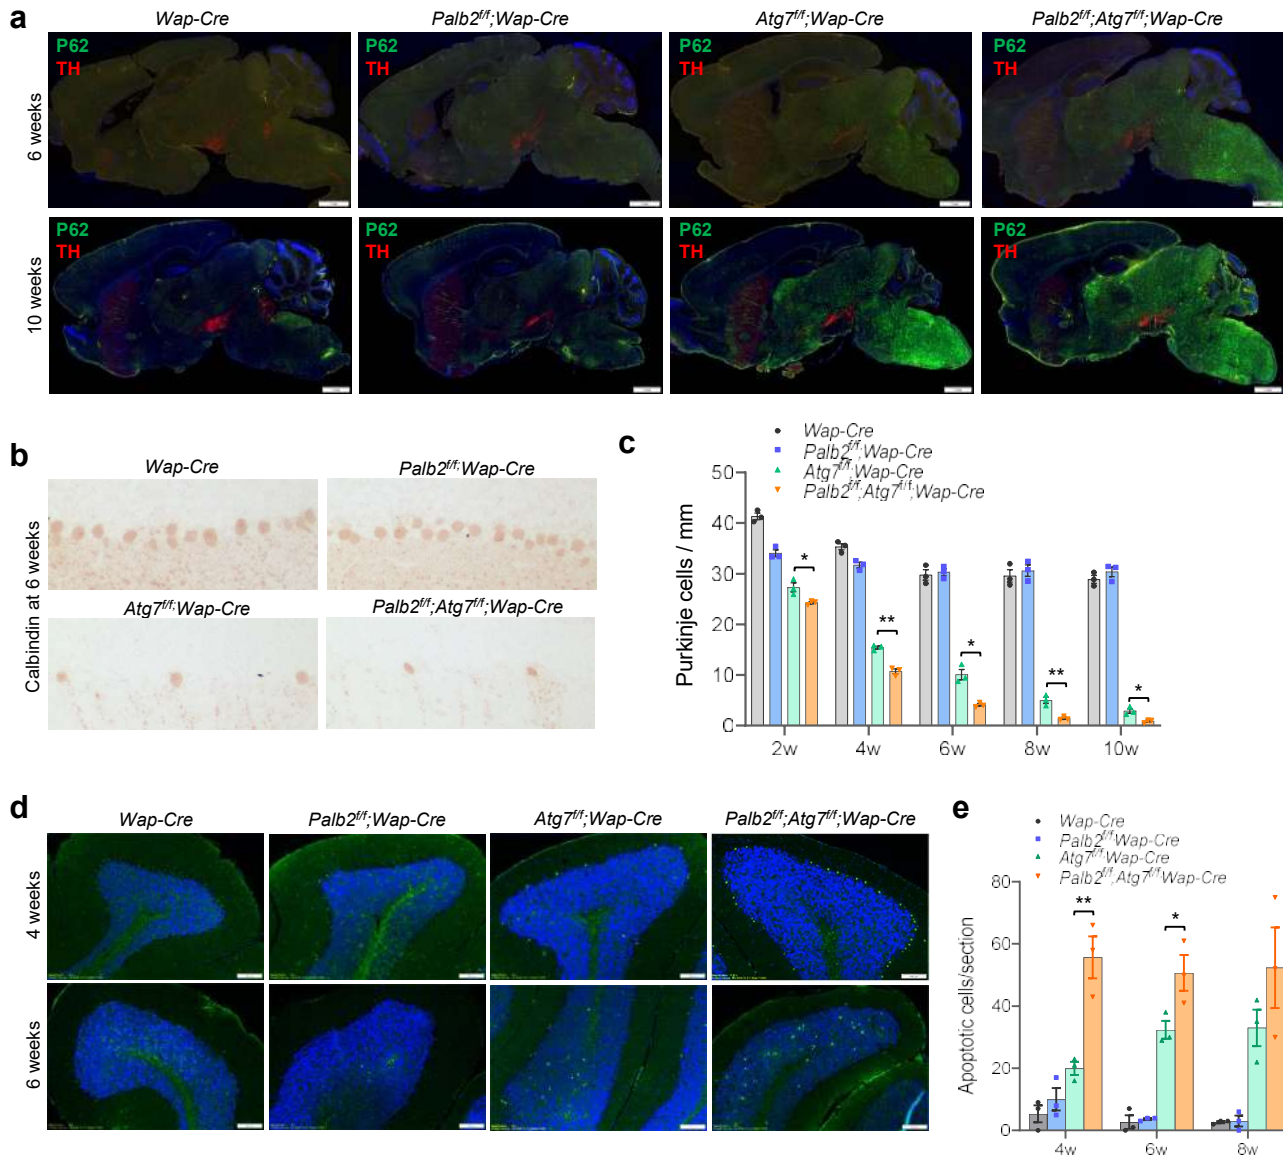 a
Wap-Cre
Palb2f/f;Wap-Cre
Atg7f/f;Wap-Cre
Palb2f/f;Atg7f/f;Wap-Cre
6 weeks
P62
TH
P62
TH
P62
TH
P62
TH
10 weeks
P62
TH
P62
TH
P62
TH
P62
TH
b
Calbindin at 6 weeks
Wap-Cre
Palb2f/f;Wap-Cre
Atg7f/f;Wap-Cre
Palb2f/f;Atg7f/f;Wap-Cre
c
Wap-Cre
Palb2f/f;Wap-Cre
Atg7f/f;Wap-Cre
Palb2f/f;Atg7f/f;Wap-Cre
Purkinje cells / mm
50
40
30
20
10
0
*
**
*
**
*
2w
4w
6w
8w
10w
d
Wap-Cre
Palb2f/f;Wap-Cre
Atg7f/f;Wap-Cre
Palb2f/f;Atg7f/f;Wap-Cre
4 weeks
6 weeks
e
Wap-Cre
Palb2f/f;Wap-Cre
Atg7f/f;Wap-Cre
Palb2f/f;Atg7f/f;Wap-Cre
Apoptotic cells/section
80
60
40
20
0
**
*
4w
6w
8w